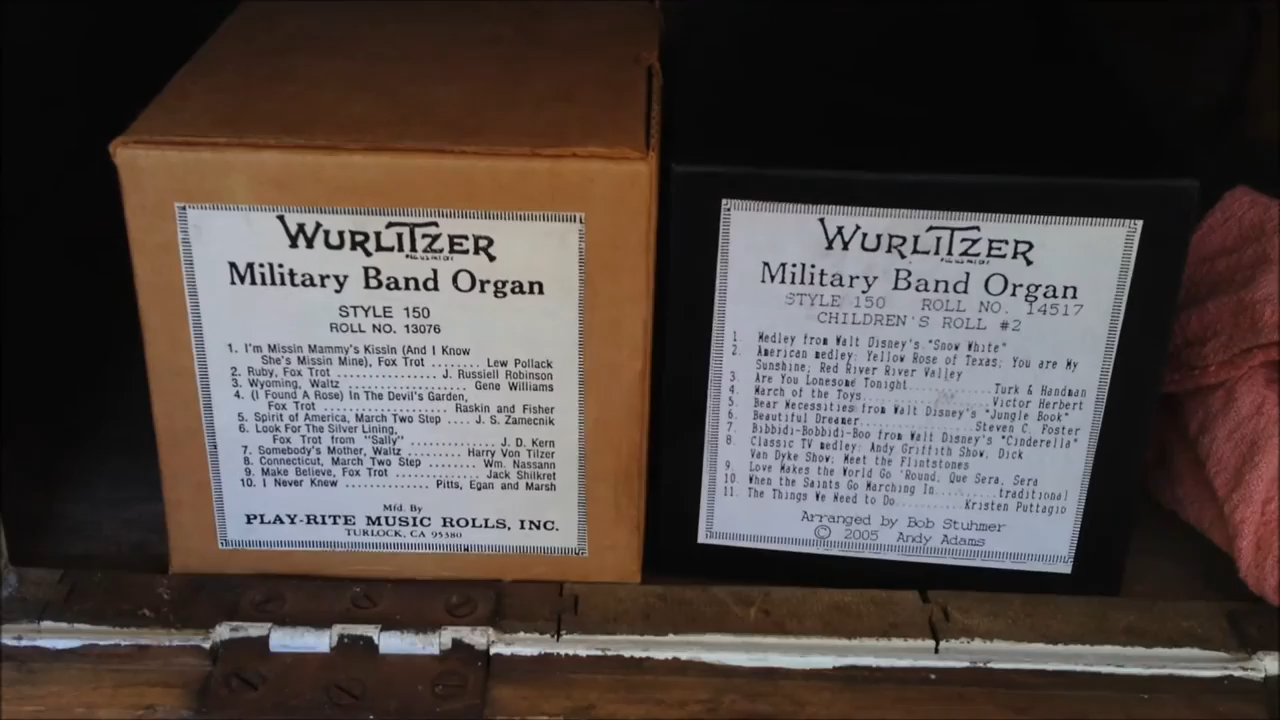 WURLITZER
Military Band Organ
STYLE 150
ROLL NO. 13076
1. I'm Missin Mammy's Kissin (And I Know
She's Missin Mine), Fox Trot ........ Lew Pollack
2. Ruby, Fox Trot .................. J. Russell Robinson
3. Wyoming, Waltz .................... Gene Williams
4. (I Found A Rose) In The Devil's Garden,
Fox Trot .................... Raskin and Fisher
5. Spirit of America, March Two Step .... J. S. Zamecnik
6. Look For The Silver Lining,
Fox Trot from "Sally" ................ J. D. Kern
7. Somebody's Mother, Waltz .......... Harry Von Tilzer
8. Connecticut, March Two Step ........ Wm. Nassann
9. Make Believe, Fox Trot .............. Jack Shilkret
10. I Never Knew ............... Pitts, Egan and Marsh
Mfd. By
PLAY-RITE MUSIC ROLLS, INC.
TURLOCK, CA 95380
WURLITZER
Military Band Organ
STYLE 150 ROLL NO. 14517
CHILDREN'S ROLL #2
1. Medley from Walt Disney's "Snow White"
2. American medley: Yellow Rose of Texas; You are My
Sunshine; Red River River Valley
3. Are You Lonesome Tonight............Turk & Handman
4. March of the Toys..................Victor Herbert
5. Bear Necessities from Walt Disney's "Jungle Book"
6. Beautiful Dreamer................Steven C. Foster
7. Bibbidi-Bobbidi-Boo from Walt Disney's "Cinderella"
8. Classic TV medley: Andy Griffith Show, Dick
Van Dyke Show; Meet the Flintstones
9. Love Makes the World Go 'Round, Que Sera, Sera
10. When the Saints Go Marching In.........traditional
11. The Things We Need to Do..........Kristen Puttagio
Arranged by Bob Stuhmer
© 2005 Andy Adams